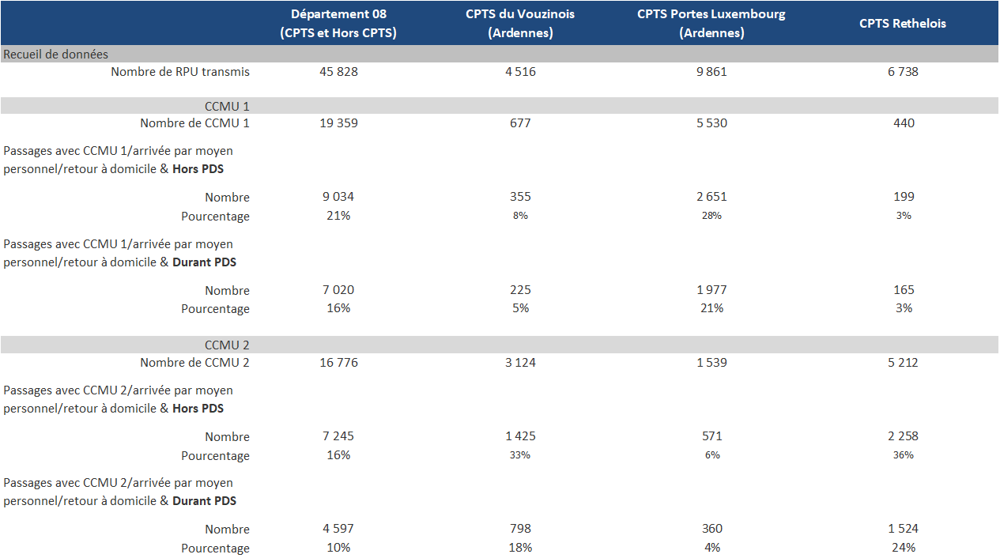 Département 08 CPTS du Vouzinois CPTS Portes Luxembourg CPTS Rethelois
(CPTS et Hors CPTS) (Ardennes) (Ardennes)
Recueil de données
Nombre de RPU transmis 45 828 4 516 9 861 6 738
CCMU 1
Nombre de CCMU 1 19 359 677 5 530 440
Passages avec CCMU 1/arrivée par moyen
personnel/retour à domicile & Hors PDS
Nombre 9 034 355 2 651 199
Pourcentage 21% 8% 28% 3%
Passages avec CCMU 1/arrivée par moyen
personnel/retour à domicile & Durant PDS
Nombre 7 020 225 1 977 165
Pourcentage 16% 5% 21% 3%
CCMU 2
Nombre de CCMU 2 16 776 3 124 1 539 5 212
Passages avec CCMU 2/arrivée par moyen
personnel/retour à domicile & Hors PDS
Nombre 7 245 1 425 571 2 258
Pourcentage 16% 33% 6% 36%
Passages avec CCMU 2/arrivée par moyen
personnel/retour à domicile & Durant PDS
Nombre 4 597 798 360 1 524
Pourcentage 10% 18% 4% 24%